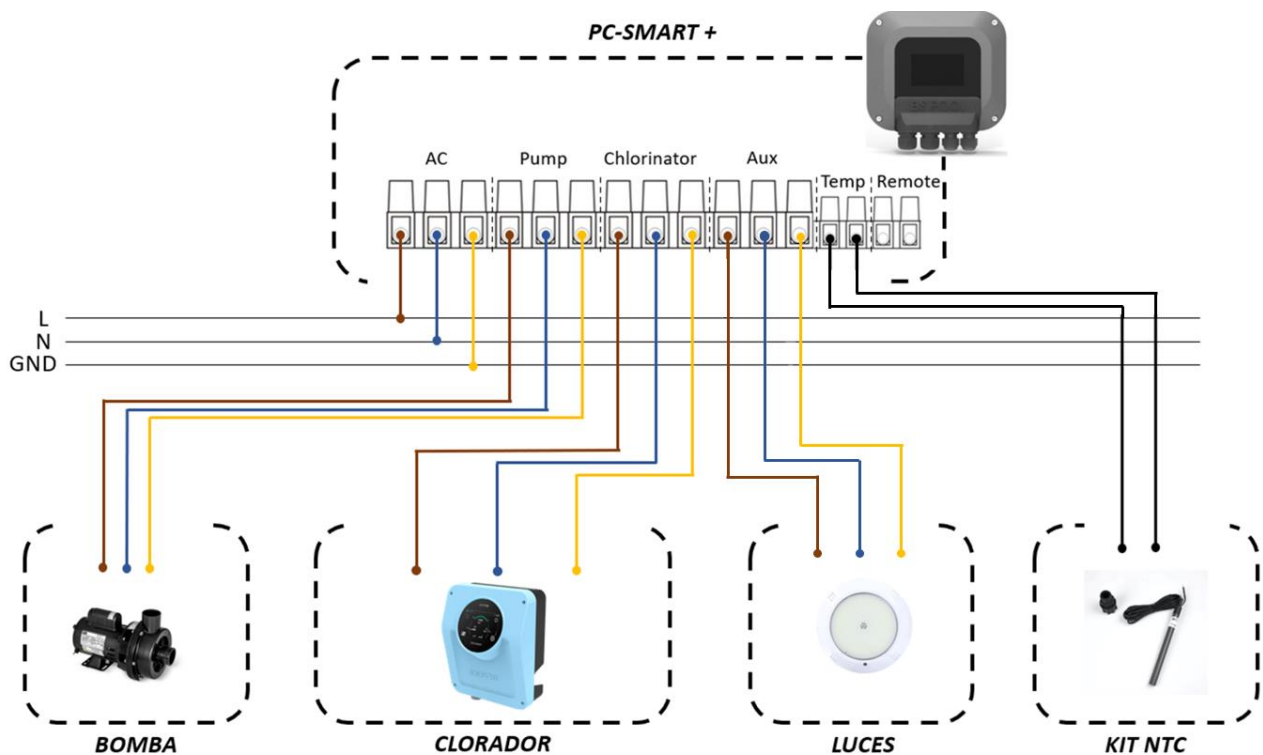 PC-SMART +
AC Pump Chlorinator Aux Temp Remote
L
N
GND
BOMBA CLORADOR LUCES KIT NTC